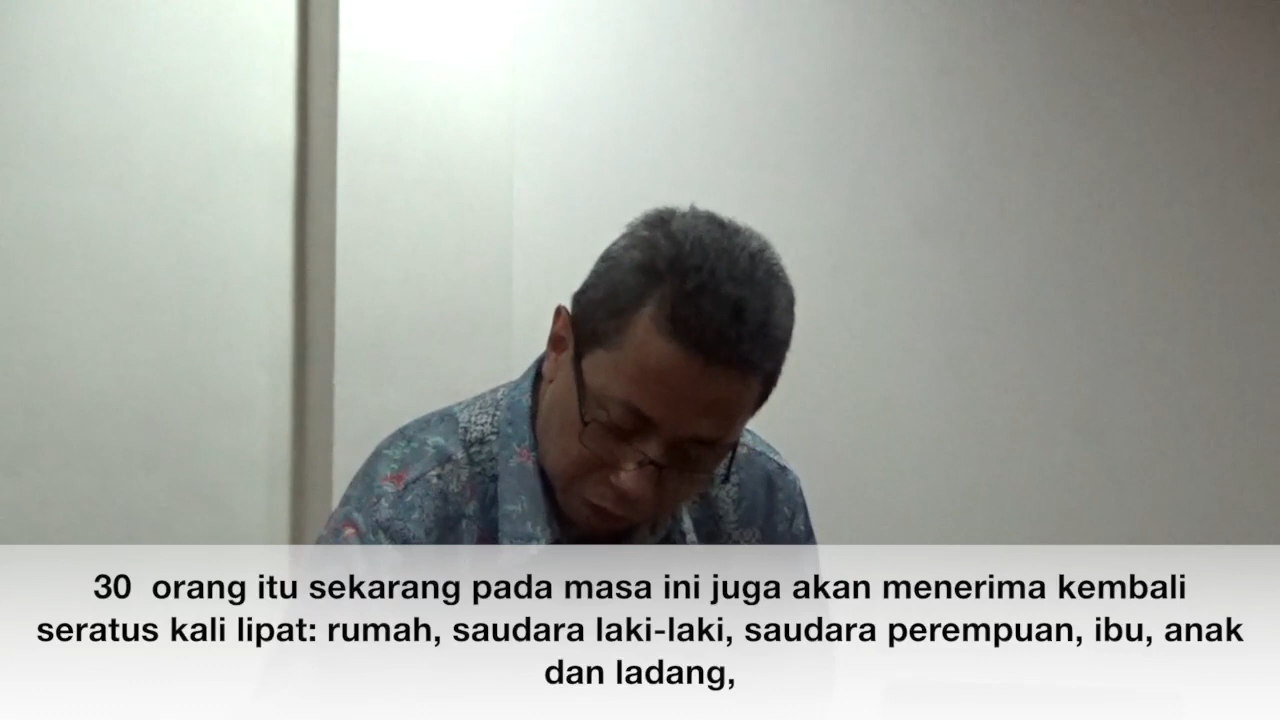 30  orang itu sekarang pada masa ini juga akan menerima kembali
seratus kali lipat: rumah, saudara laki-laki, saudara perempuan, ibu, anak
dan ladang,